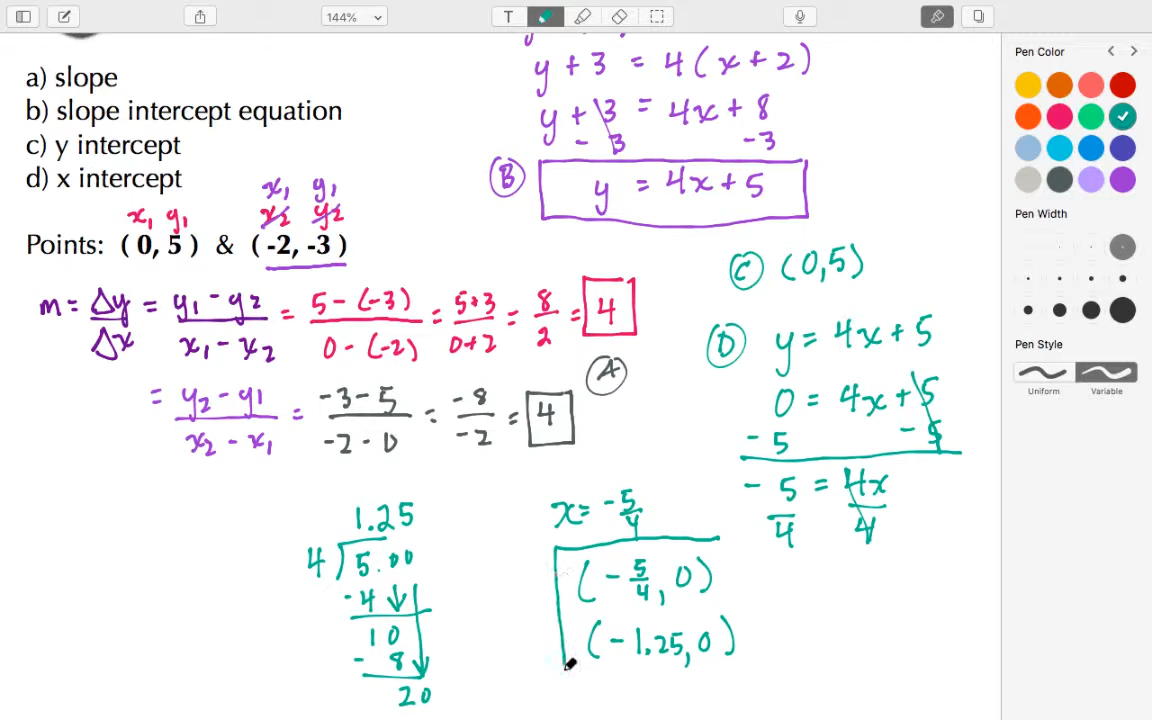 144%
T
a) slope
b) slope intercept equation
c) y intercept
d) x intercept
x₁ y₁
x₁ y₁ x₂ y₂
Points: ( 0, 5 ) & ( -2, -3 )
m = Δy/Δx = (y₁ - y₂)/(x₁ - x₂) = (5 - (-3))/(0 - (-2)) = (5+3)/(0+2) = 8/2 = 4
A
= (y₂ - y₁)/(x₂ - x₁) = (-3 - 5)/(-2 - 0) = -8/-2 = 4
y + 3 = 4(x + 2)
y + 3 = 4x + 8
- 3 -3
B y = 4x + 5
C (0,5)
D y = 4x + 5
0 = 4x + 5
- 5 - 5
- 5/4 = 4x/4
x = -5/4
(-5/4, 0)
(-1.25, 0)
1.25
4 5.00
-4
10
- 8
20
Pen Color
Pen Width
Pen Style
Uniform Variable